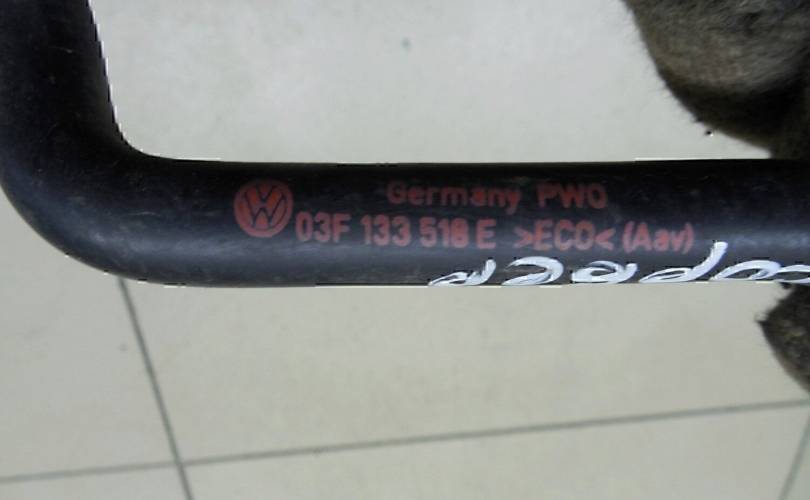 Germany PWO
03F 133 518 E >ECO< (Aav)